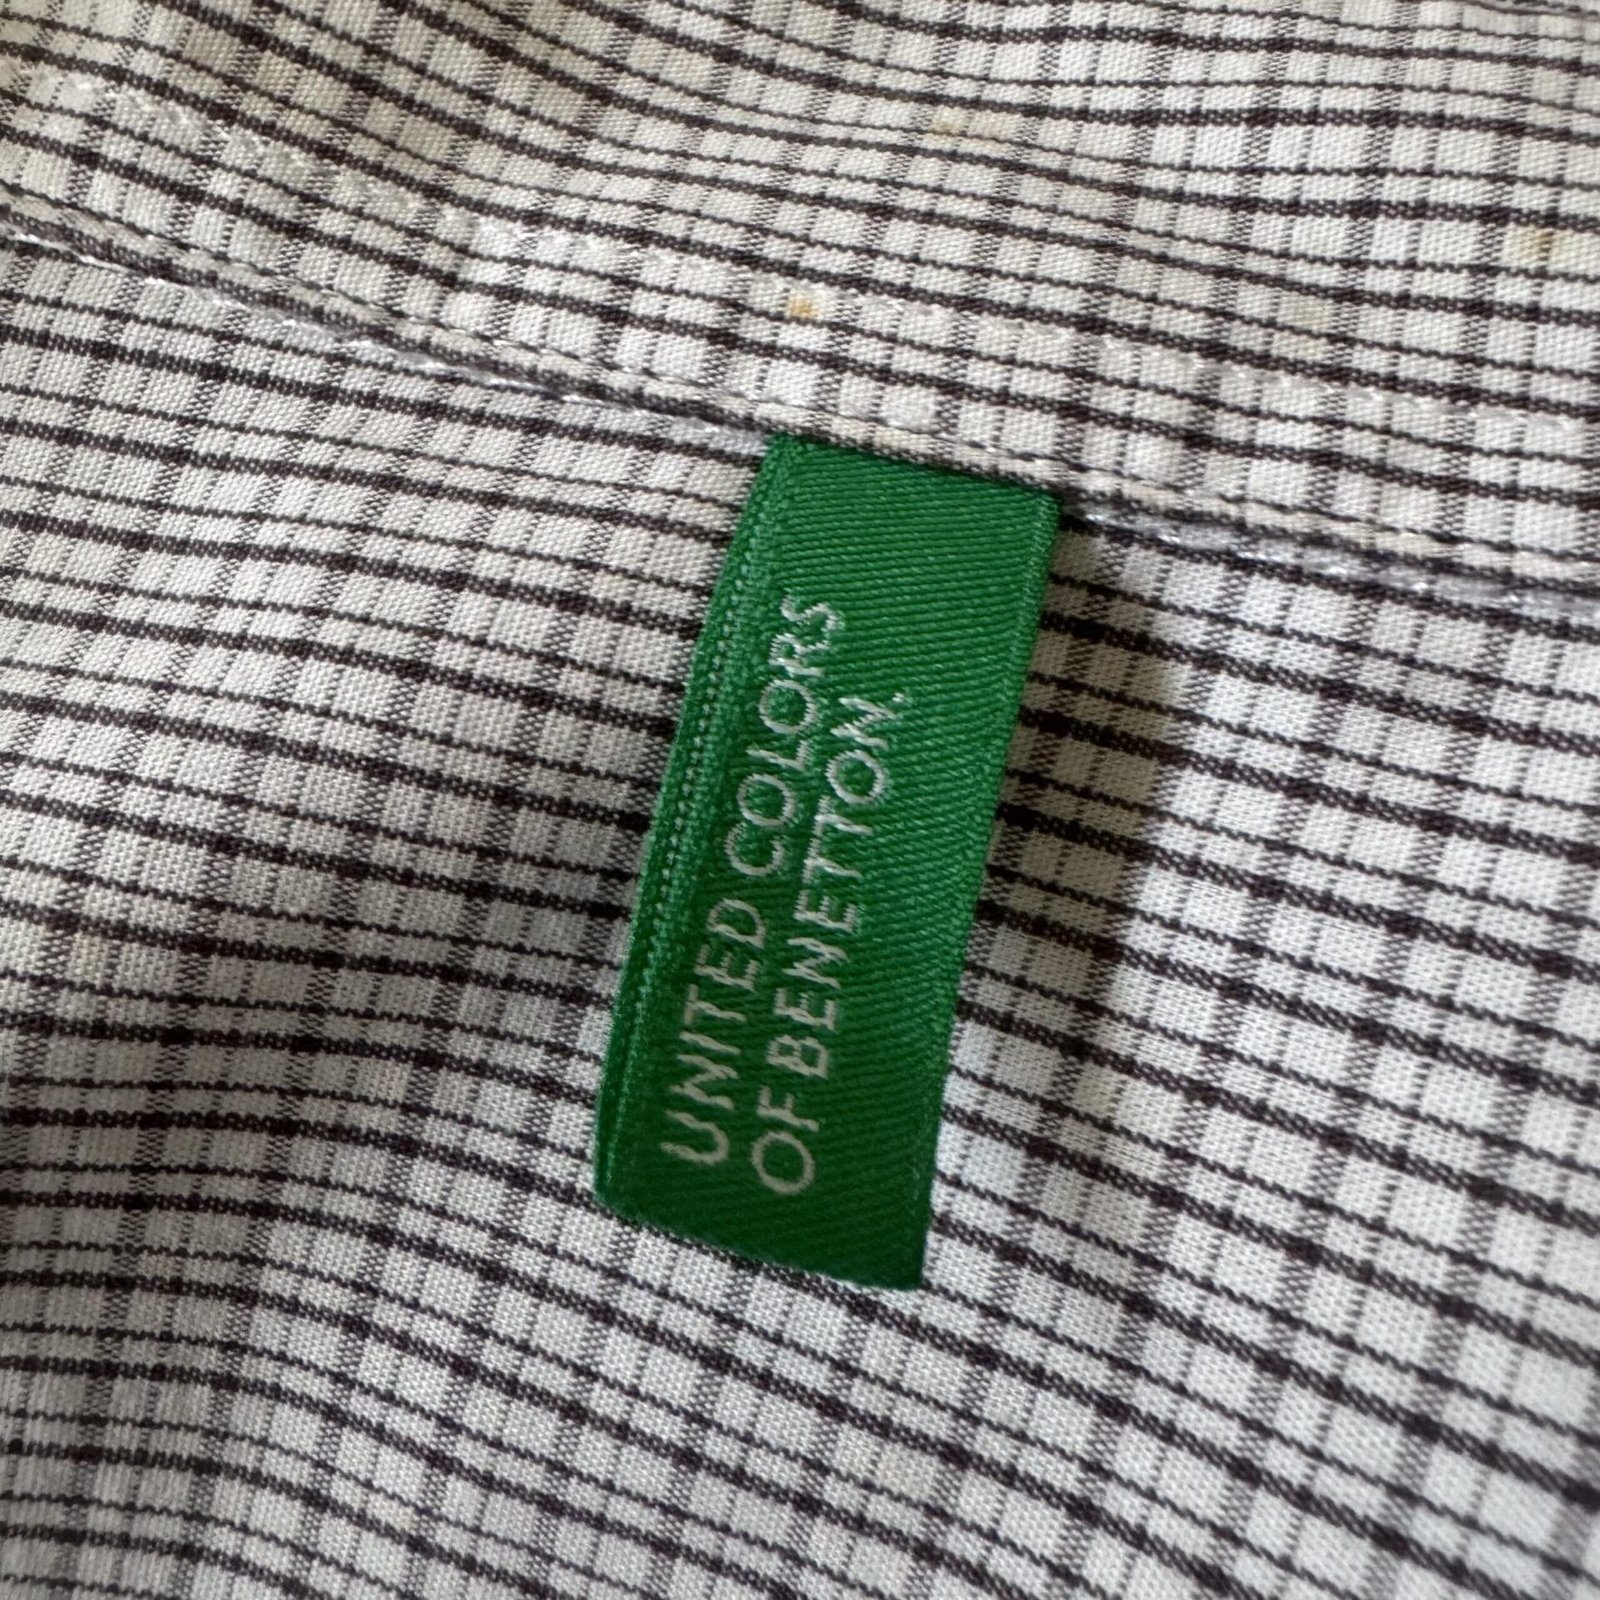 UNITED COLORS
OF BENETTON.